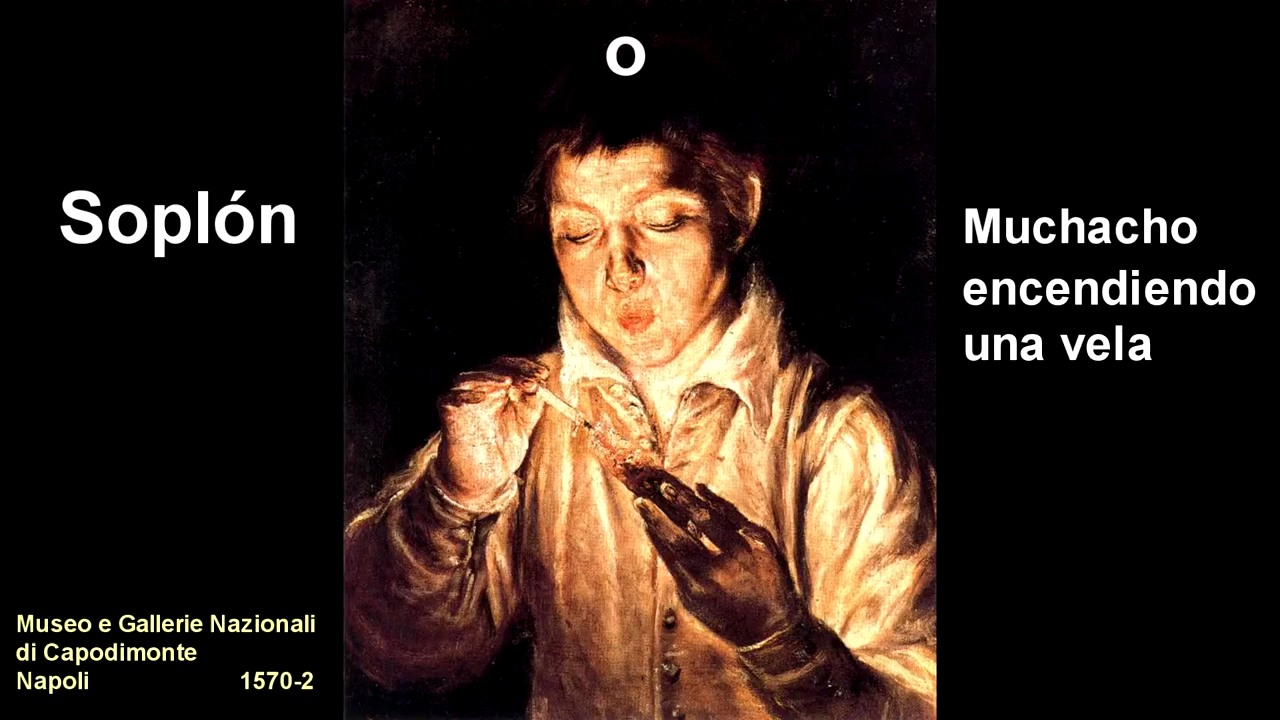 Soplón
o
Muchacho
encendiendo
una vela
Museo e Gallerie Nazionali
di Capodimonte
Napoli 1570-2